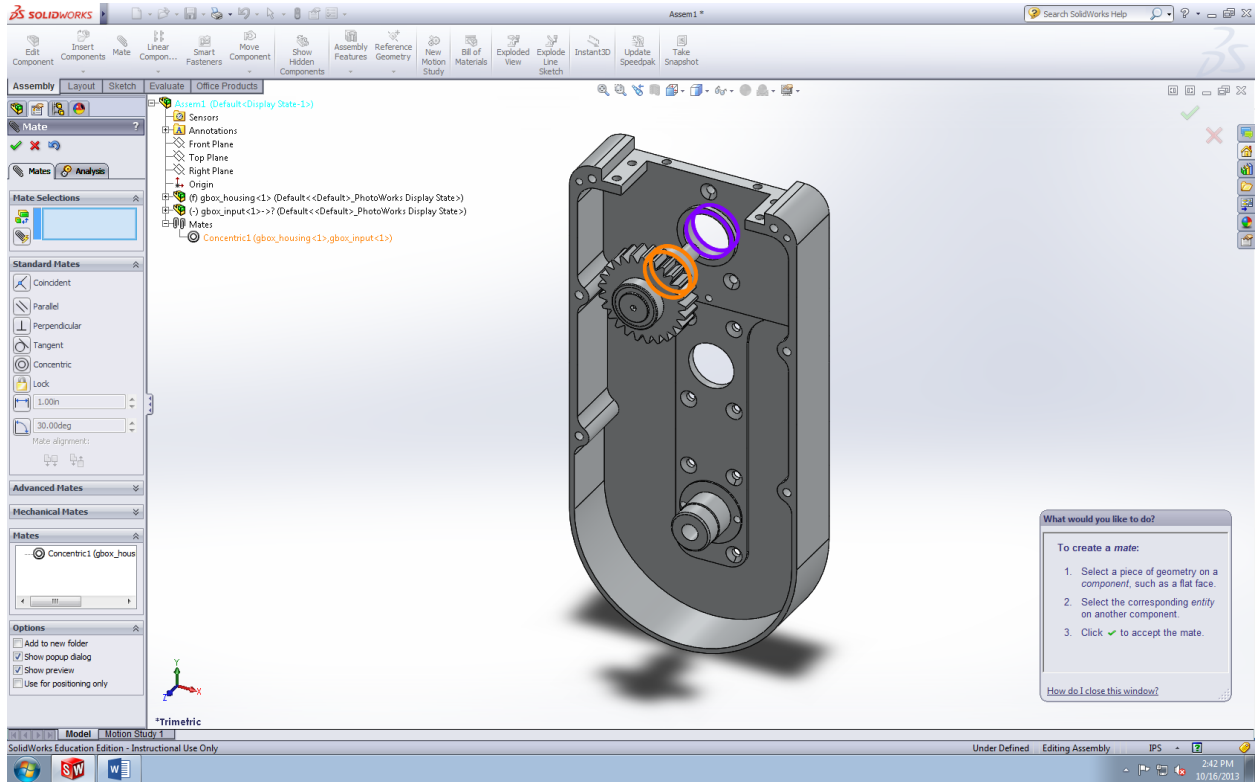 SOLIDWORKS
Assem1 *
Search SolidWorks Help
Edit Component
Insert Components
Mate
Linear Compon...
Smart Fasteners
Move Component
Show Hidden Components
Assembly Features
Reference Geometry
New Motion Study
Bill of Materials
Exploded View
Explode Line Sketch
Instant3D
Update Speedpak
Take Snapshot
Assembly Layout Sketch Evaluate Office Products
Mate ?
Mates Analysis
Mate Selections
Standard Mates
Coincident
Parallel
Perpendicular
Tangent
Concentric
Lock
1.00in
30.00deg
Mate alignment:
Advanced Mates
Mechanical Mates
Mates
Concentric1 (gbox_hous
Options
Add to new folder
Show popup dialog
Show preview
Use for positioning only
Assem1 (Default<Display State-1>)
Sensors
A Annotations
Front Plane
Top Plane
Right Plane
Origin
(f) gbox_housing<1> (Default<<Default>_PhotoWorks Display State>)
(-) gbox_input<1>->? (Default<<Default>_PhotoWorks Display State>)
Mates
Concentric1 (gbox_housing<1>,gbox_input<1>)
Y
X
Z
*Trimetric
What would you like to do?
To create a mate:
1. Select a piece of geometry on a
component, such as a flat face.
2. Select the corresponding entity
on another component.
3. Click ✓ to accept the mate.
How do I close this window?
Model Motion Study 1
SolidWorks Education Edition - Instructional Use Only
Under Defined Editing Assembly IPS
2:42 PM
10/16/2013